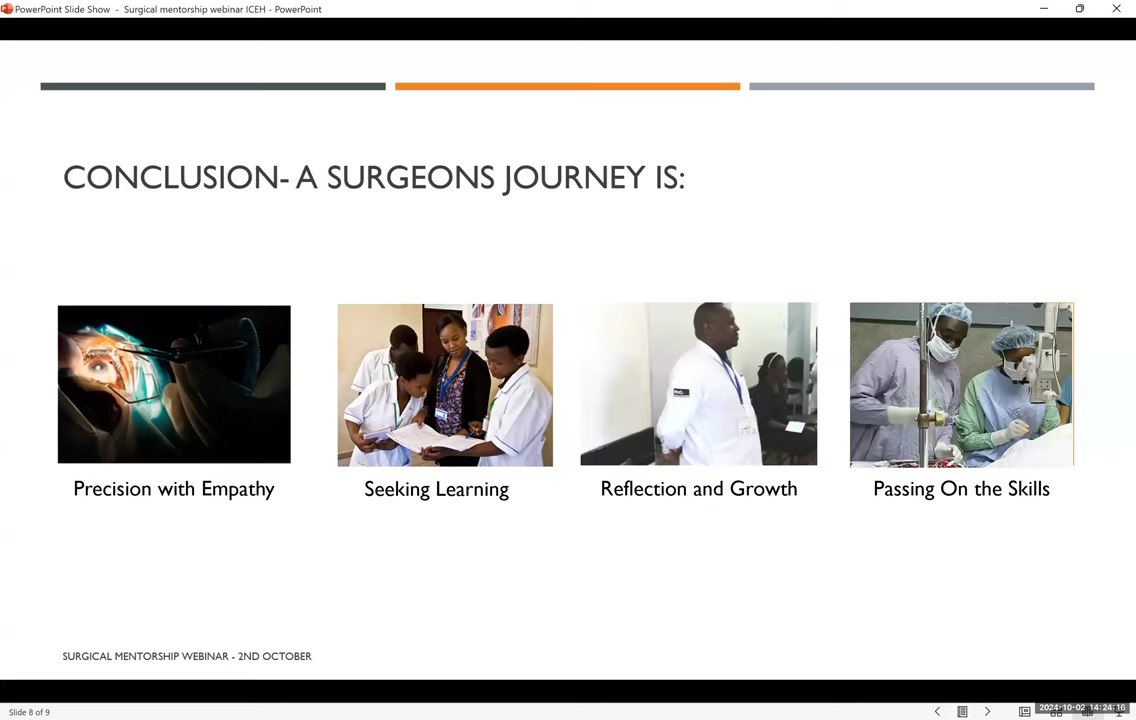 PowerPoint Slide Show - Surgical mentorship webinar ICEH - PowerPoint
CONCLUSION- A SURGEONS JOURNEY IS:
Precision with Empathy
Seeking Learning
Reflection and Growth
Passing On the Skills
SURGICAL MENTORSHIP WEBINAR - 2ND OCTOBER
Slide 8 of 9
2024-10-02 14:24:16